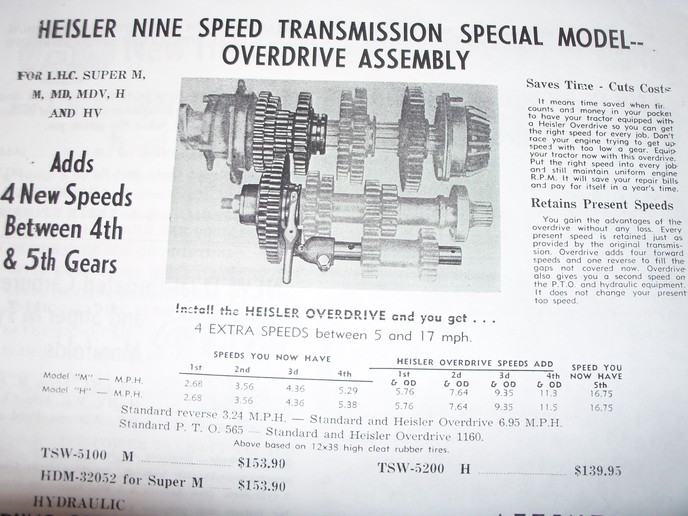 HEISLER NINE SPEED TRANSMISSION SPECIAL MODEL--
OVERDRIVE ASSEMBLY
FOR I.H.C. SUPER M,
M, MD, MDV, H
AND HV
Adds
4 New Speeds
Between 4th
& 5th Gears
Saves Time - Cuts Costs
It means time saved when tir
counts and money in your pocket
to have your tractor equipped with
a Heisler Overdrive so you can get
the right speed for every job. Don't
race your engine trying to get up
speed with too low a gear. Equip
your tractor now with this overdrive.
Put the right speed into every job
and still maintain uniform engine
R.P.M. It will save your repair bills
and pay for itself in a year's time.
Retains Present Speeds
You gain the advantages of the
overdrive without any loss. Every
present speed is retained just as
provided by the original transmis-
sion. Overdrive adds four forward
speeds and one reverse to fill the
gaps not covered now. Overdrive
also gives you a second speed on
the P.T.O. and hydraulic equipment.
It does not change your present
top speed.
Install the HEISLER OVERDRIVE and you get . . .
4 EXTRA SPEEDS between 5 and 17 mph.
SPEEDS YOU NOW HAVE HEISLER OVERDRIVE SPEEDS ADD SPEED YOU
NOW HAVE
1st 2nd 3d 4th 1st 2d 3d 4th 5th
& OD & OD & OD & OD
Model "M" — M.P.H. 2.68 3.56 4.36 5.29 5.76 7.64 9.35 11.3 16.75
Model "H" — M.P.H. 2.68 3.56 4.36 5.38 5.76 7.64 9.35 11.5 16.75
Standard reverse 3.24 M.P.H. — Standard and Heisler Overdrive 6.95 M.P.H.
Standard P. T. O. 565 — Standard and Heisler Overdrive 1160.
Above based on 12x38 high cleat rubber tires.
TSW-5100 M $153.90 TSW-5200 H $139.95
HDM-32052 for Super M $153.90
HYDRAULIC